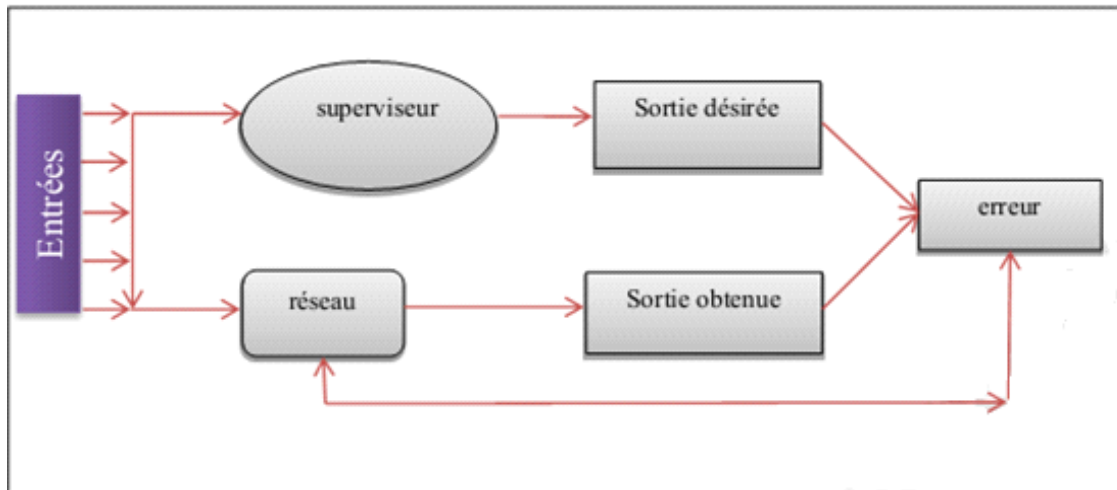 Entrées
superviseur
Sortie désirée
erreur
réseau
Sortie obtenue